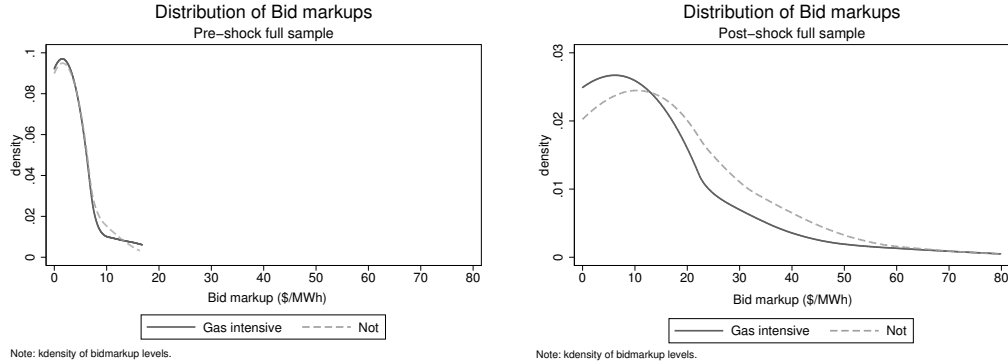 Distribution of Bid markups
Pre−shock full sample
density
.1
.08
.06
.04
.02
0
0 10 20 30 40 50 60 70 80
Bid markup ($/MWh)
Gas intensive Not
Note: kdensity of bidmarkup levels.
Distribution of Bid markups
Post−shock full sample
density
.03
.02
.01
0
0 10 20 30 40 50 60 70 80
Bid markup ($/MWh)
Gas intensive Not
Note: kdensity of bidmarkup levels.